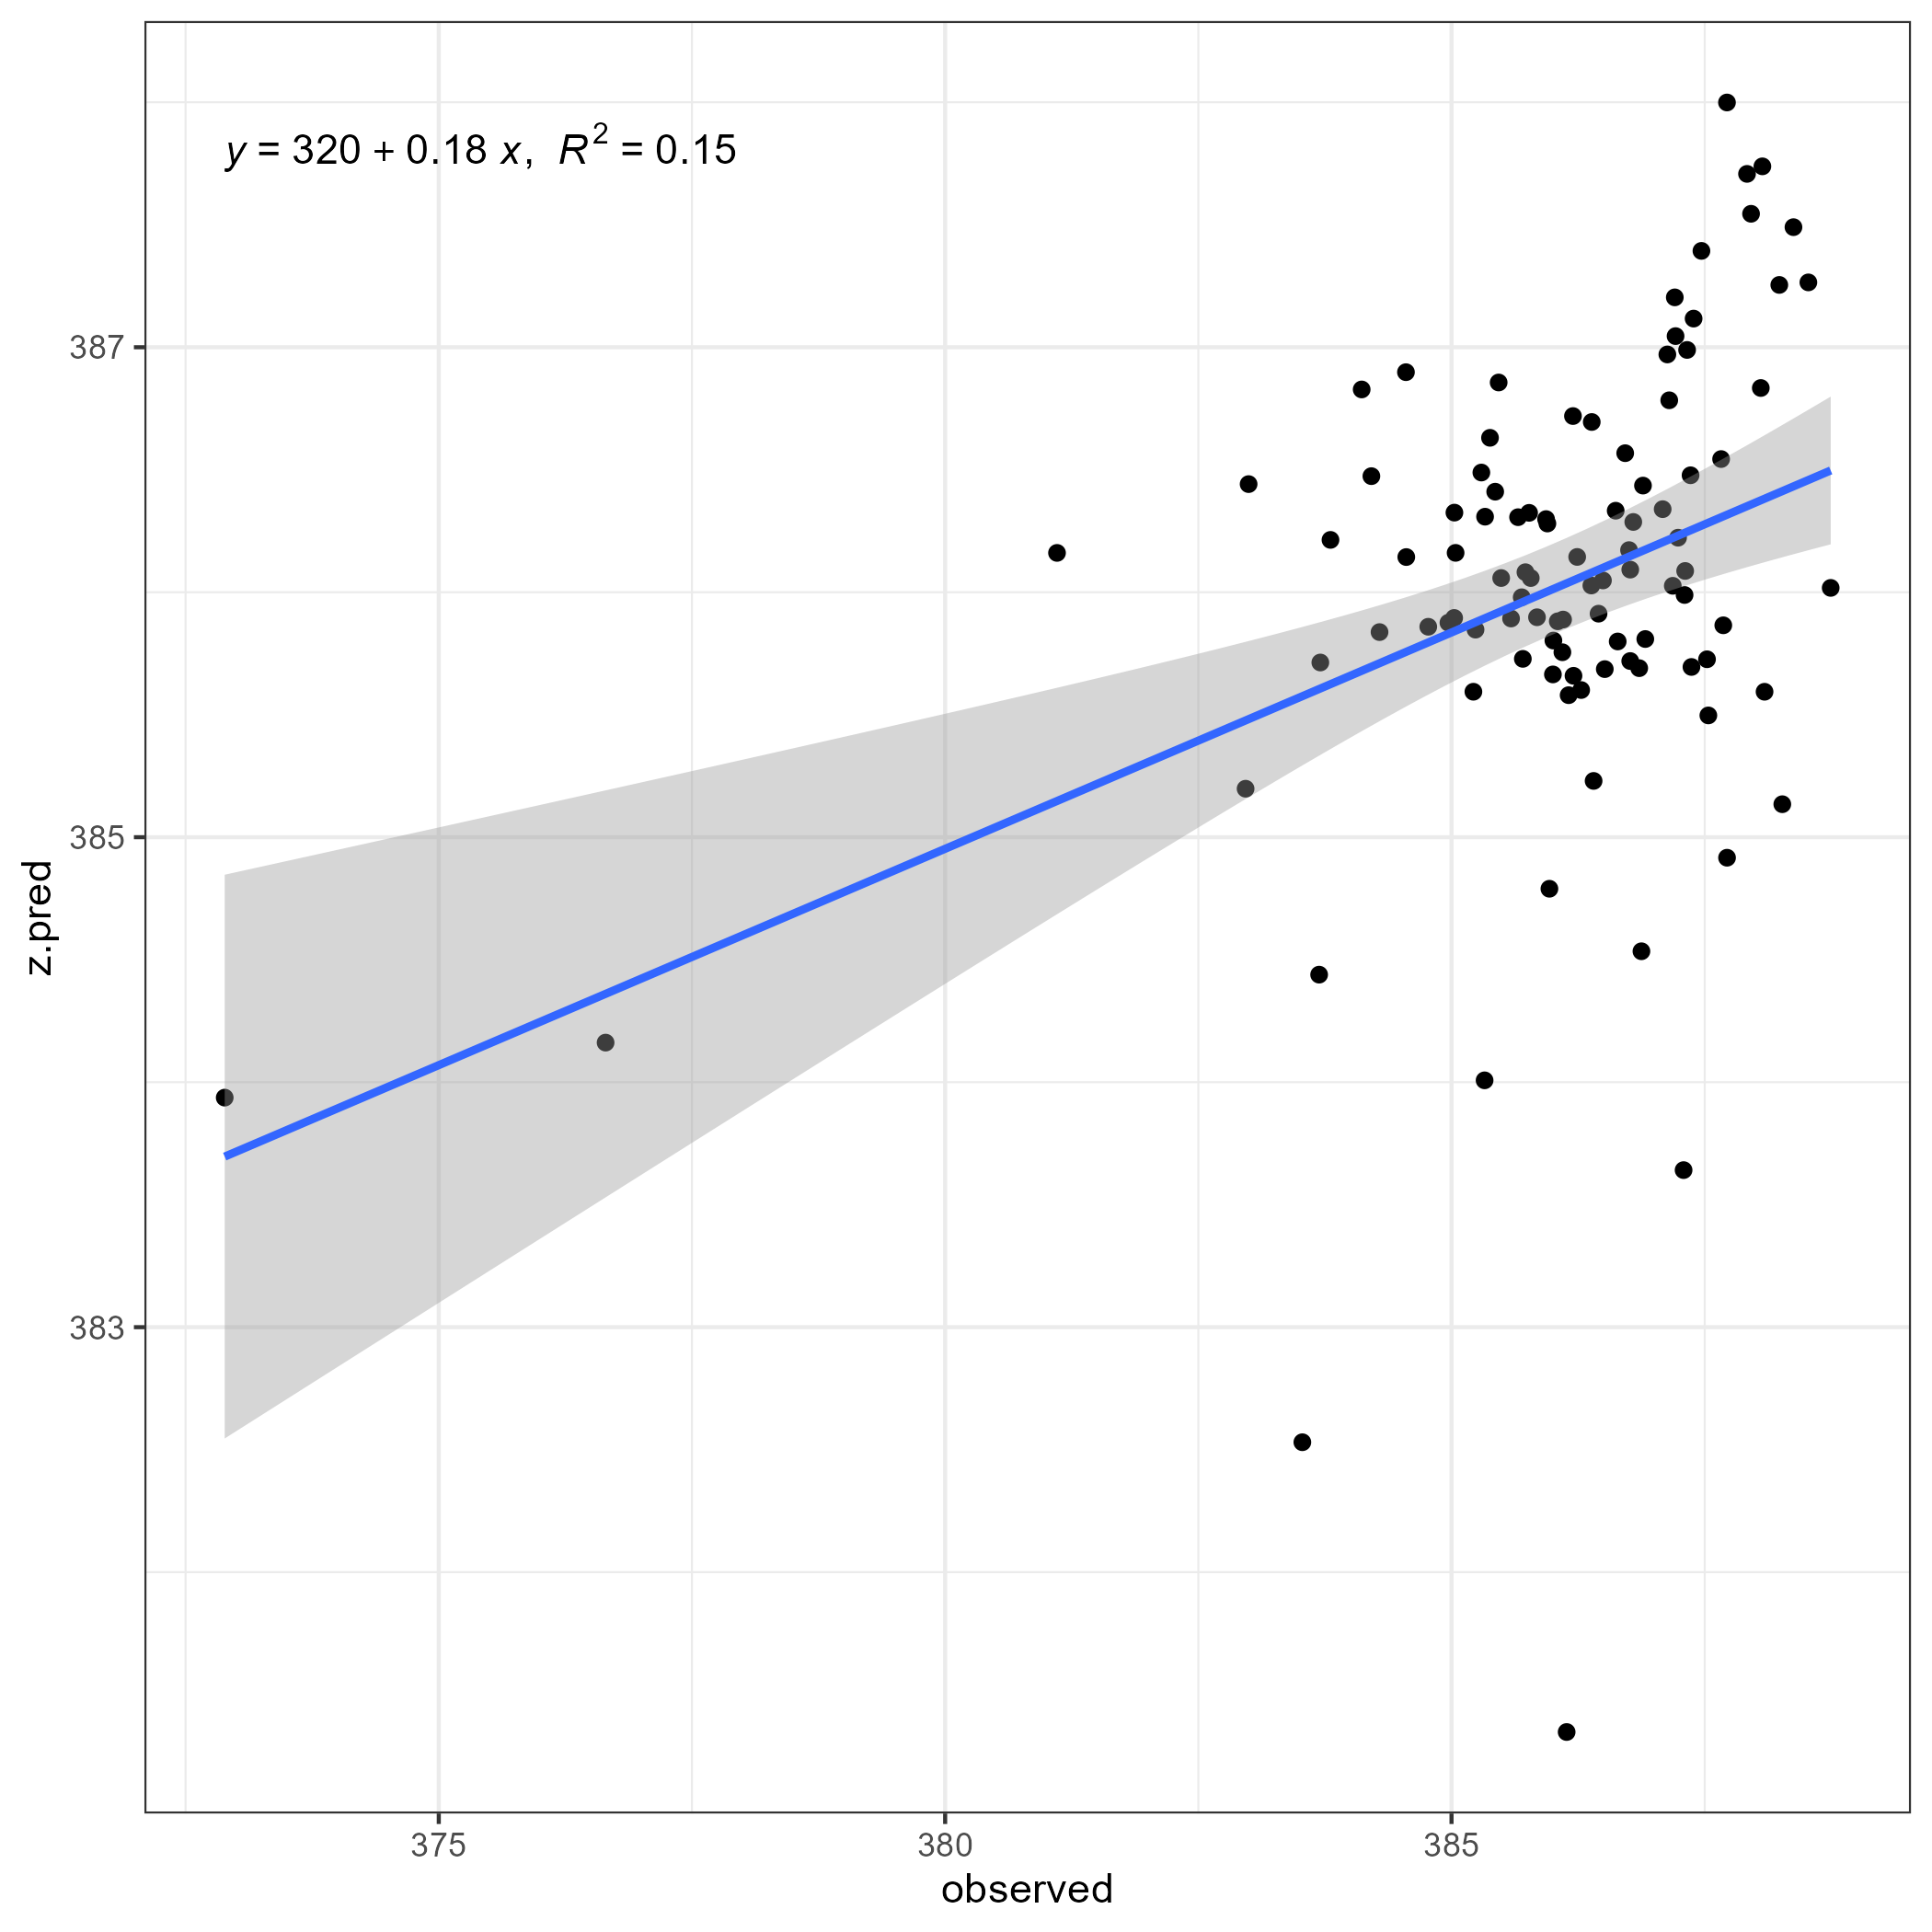 y = 320 + 0.18 x, R² = 0.15
387
385
383
z.pred
375 380 385
observed